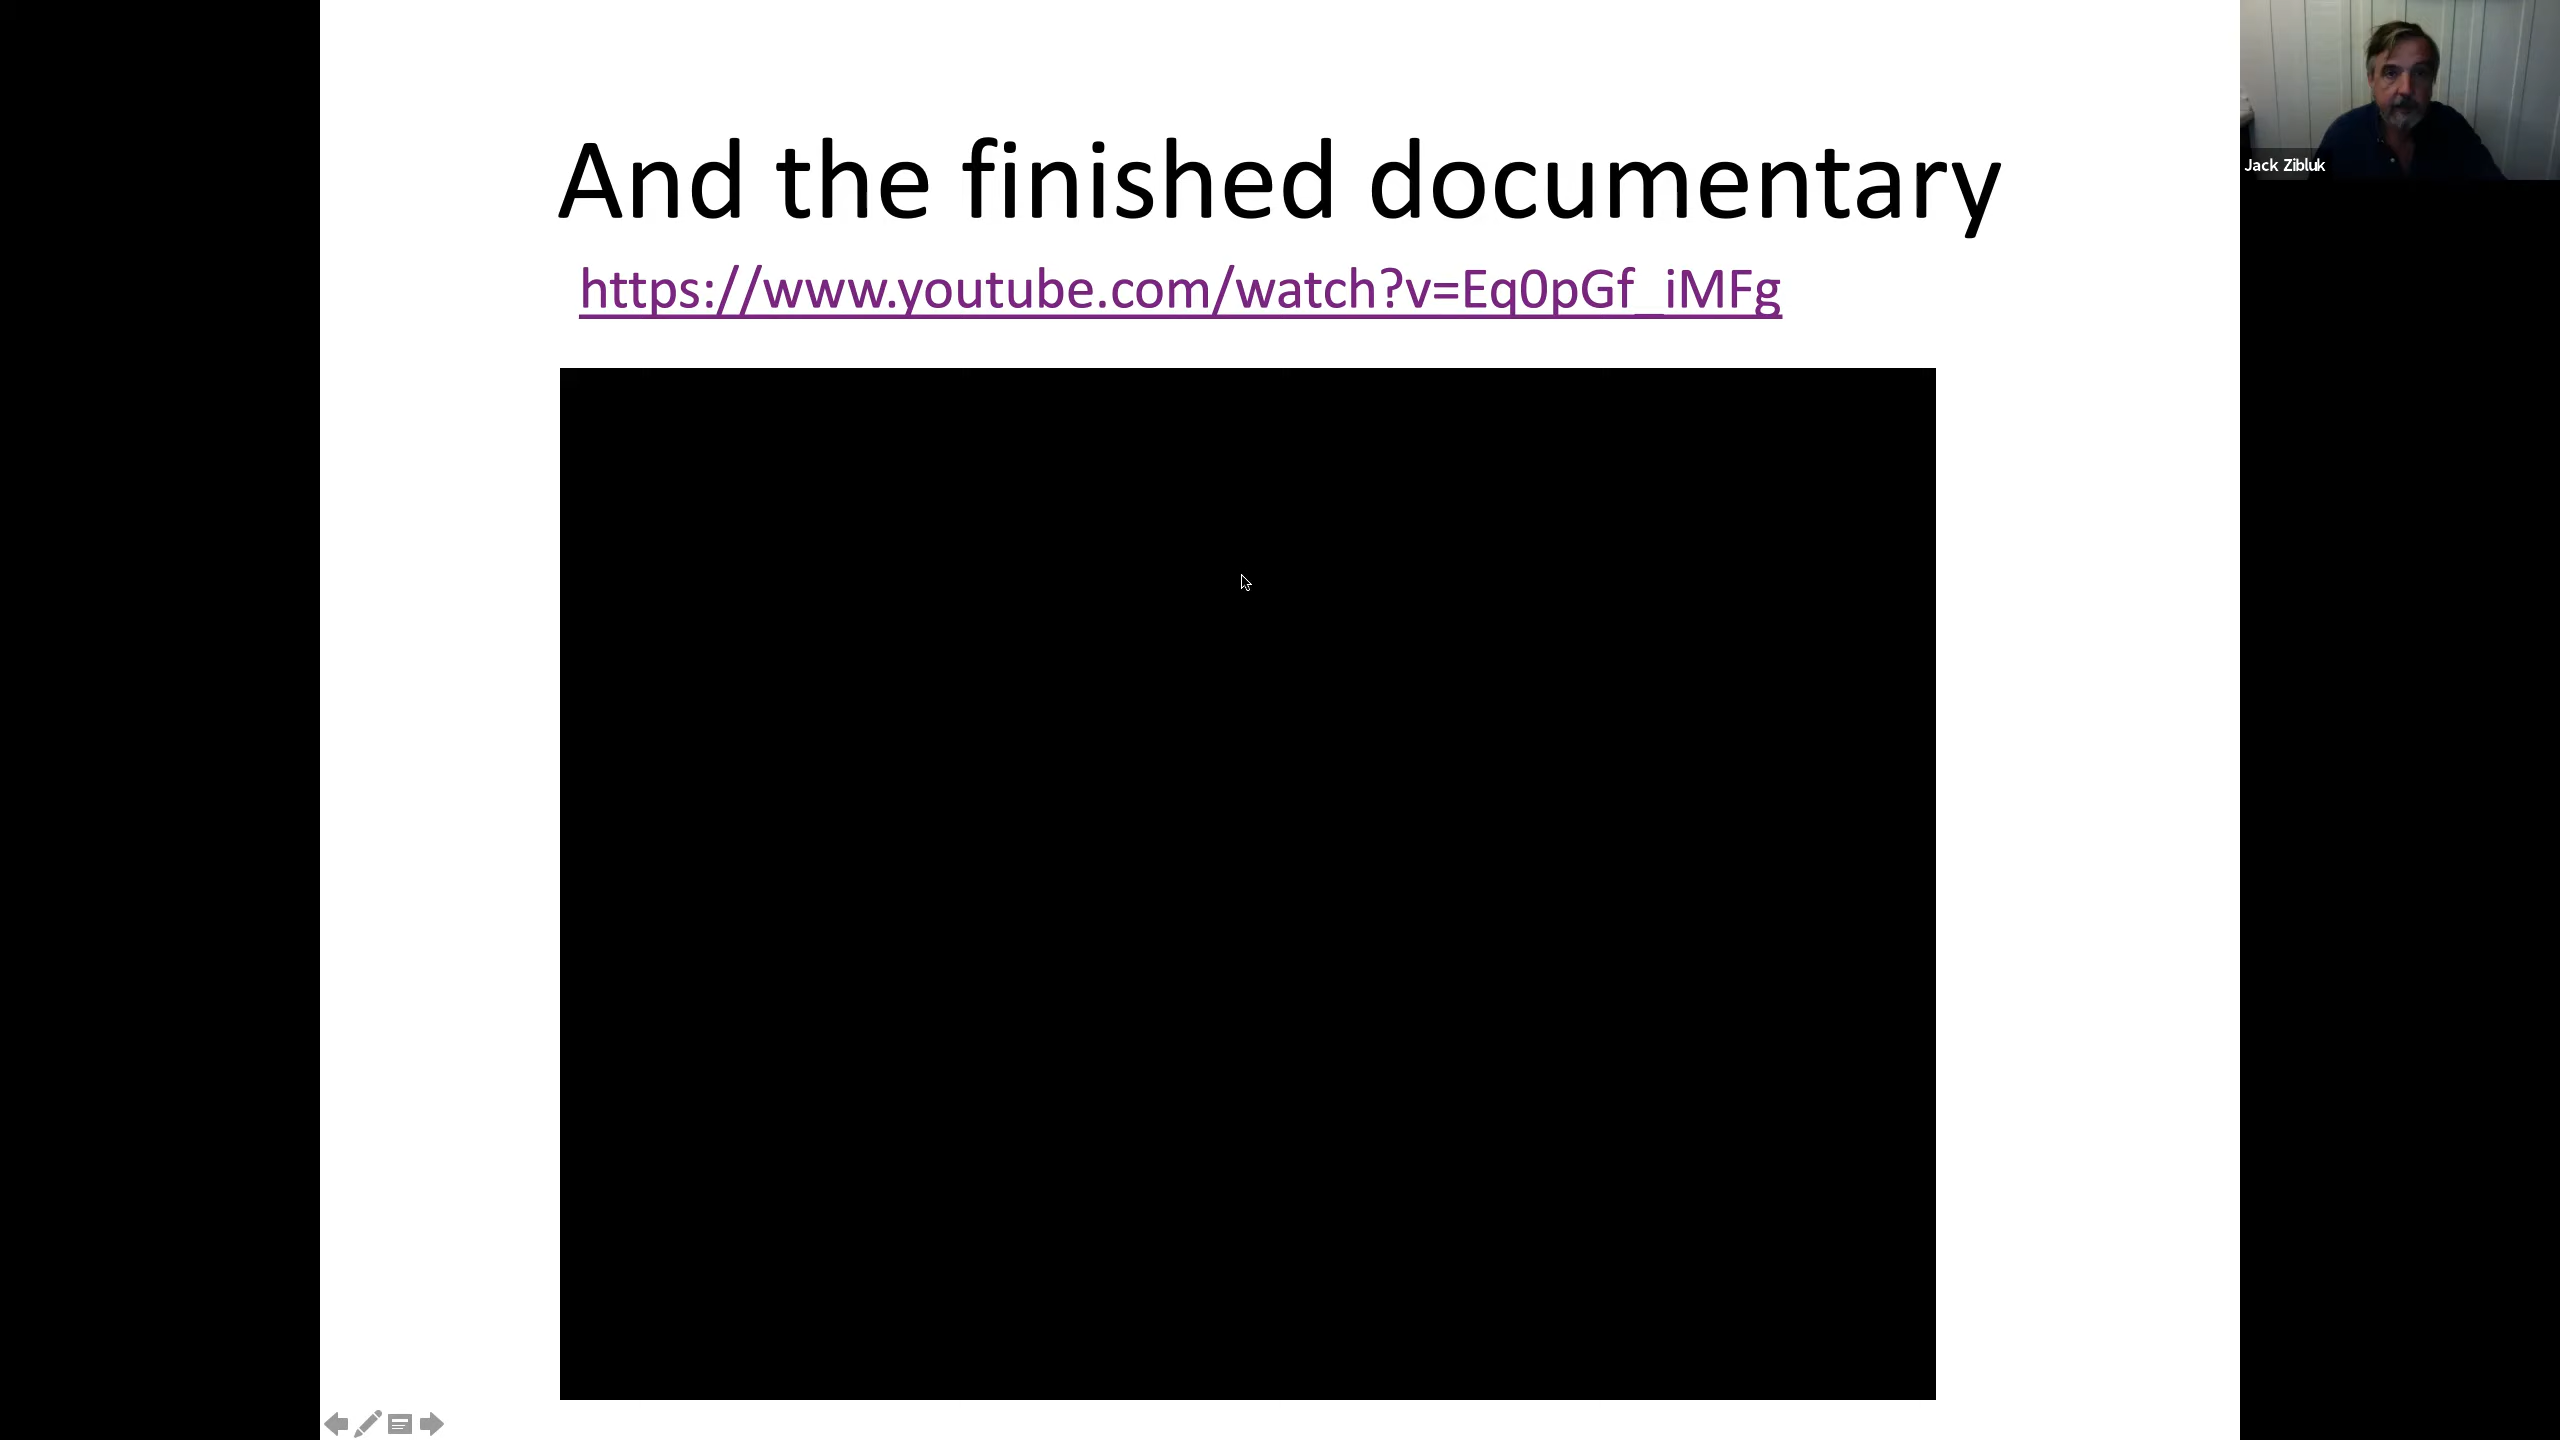 And the finished documentary
https://www.youtube.com/watch?v=Eq0pGf_iMFg
Jack Zibluk